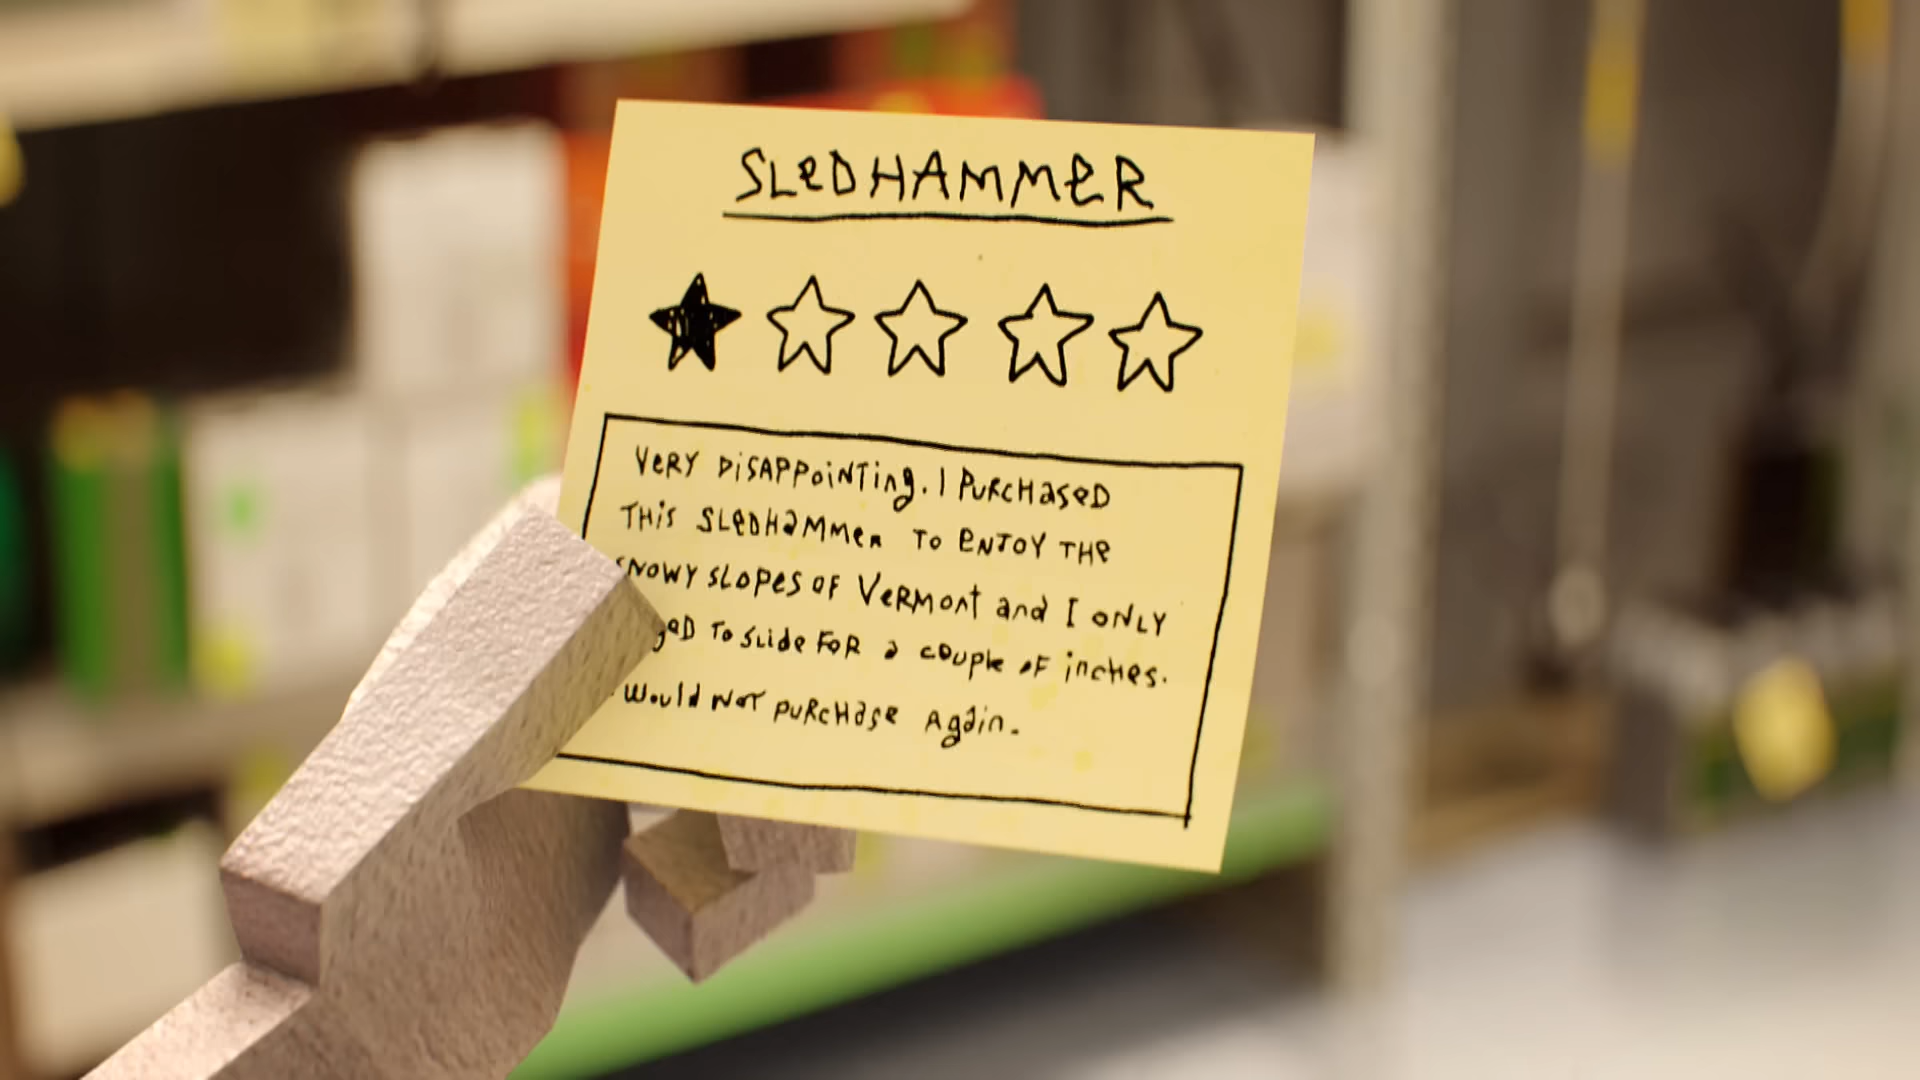 SLEDHAMMER
VERY DISAPPOINTING. I PURCHASED
THIS SLEDHAMMER TO ENJOY THE
SNOWY SLOPES OF VERMONT and I ONLY
TO SLIDE FOR a COUPLE OF inches.
Would NOT PURCHASE AGAIN.